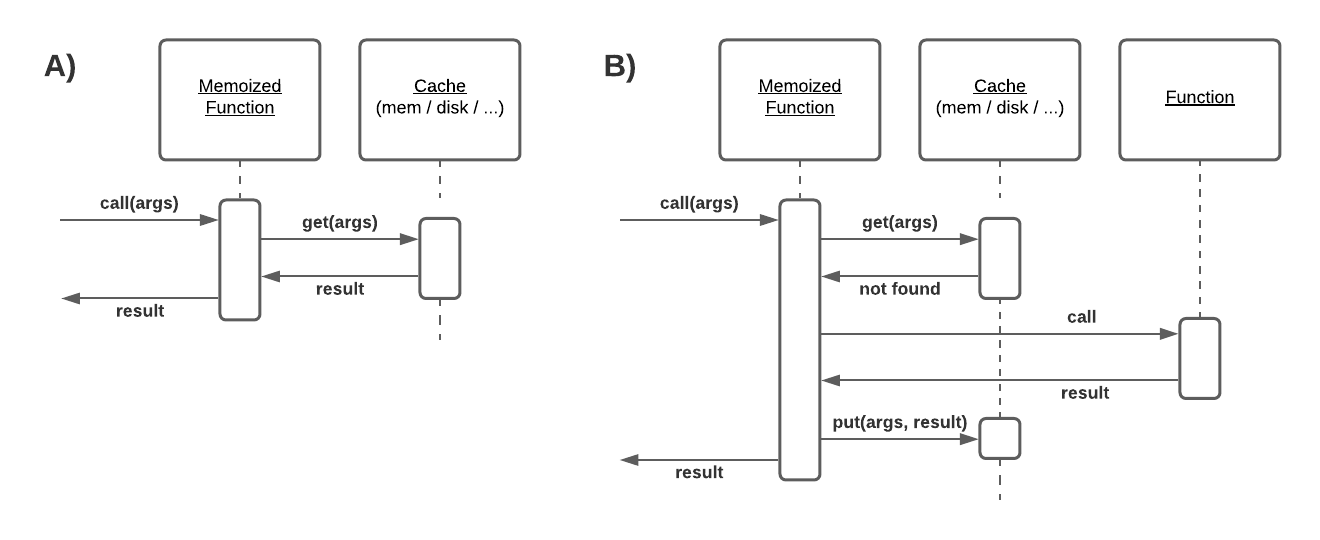 A)
Memoized
Function
Cache
(mem / disk / ...)
call(args)
get(args)
result
result
B)
Memoized
Function
Cache
(mem / disk / ...)
Function
call(args)
get(args)
not found
call
result
put(args, result)
result